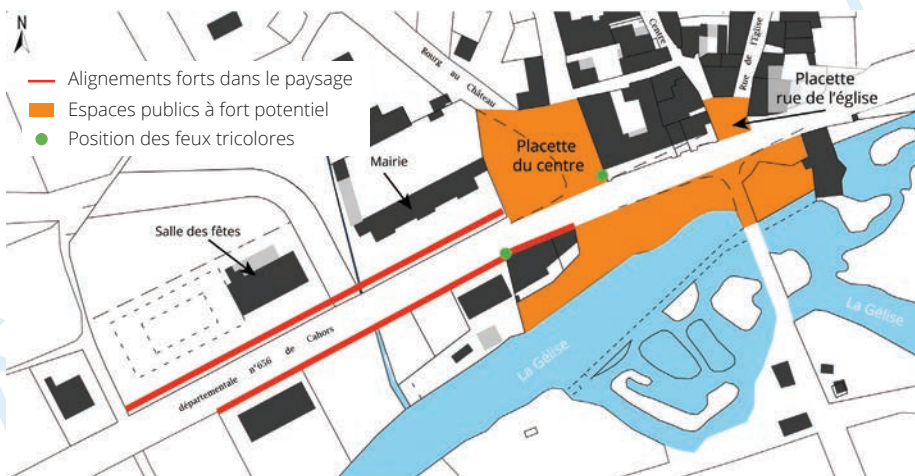 N
Alignements forts dans le paysage
Espaces publics à fort potentiel
Position des feux tricolores
Bourg au Château
Centre
Rue de l'Eglise
Placette
rue de l'église
Placette
du centre
Mairie
Salle des fêtes
départementale n°656 de Cahors
La Gélise
La Gélise